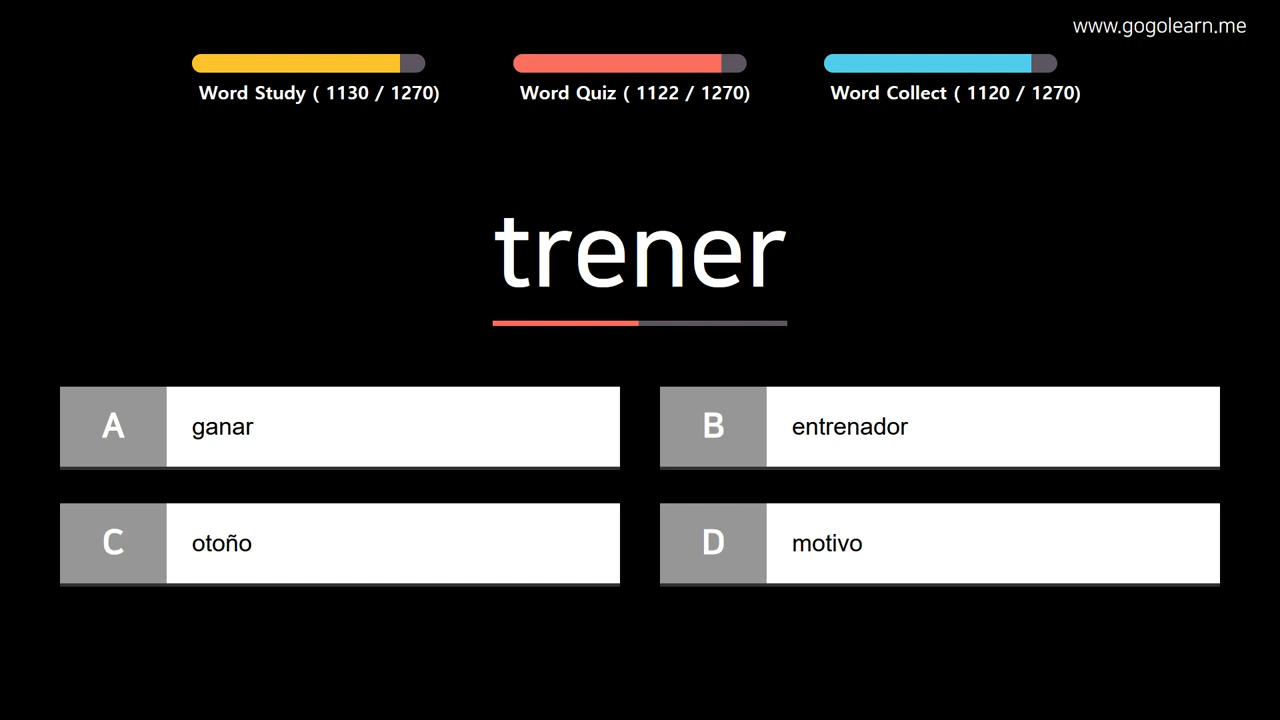 www.gogolearn.me
Word Study ( 1130 / 1270)
Word Quiz ( 1122 / 1270)
Word Collect ( 1120 / 1270)
trener
A
ganar
B
entrenador
C
otoño
D
motivo